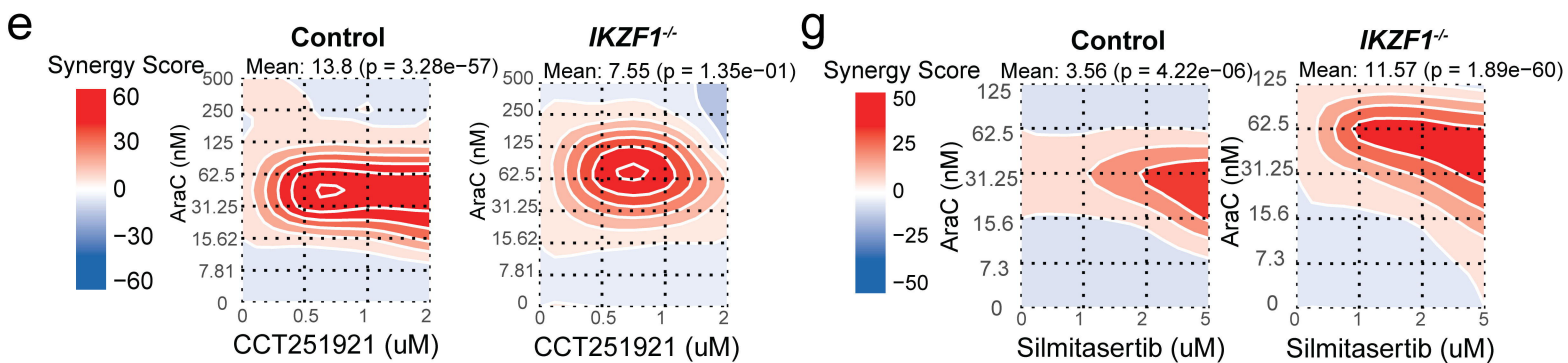 e
Control
IKZF1-/-
Synergy Score
Mean: 13.8 (p = 3.28e−57)
Mean: 7.55 (p = 1.35e−01)
60
30
0
−30
−60
AraC (nM)
500
250
125
62.5
31.25
15.62
7.81
0
0 0.5 1 2
CCT251921 (uM)
AraC (nM)
500
250
125
62.5
31.25
15.62
7.81
0
0 0.5 1 2
CCT251921 (uM)
g
Control
IKZF1-/-
Synergy Score
Mean: 3.56 (p = 4.22e−06)
Mean: 11.57 (p = 1.89e−60)
50
25
0
−25
−50
AraC (nM)
125
62.5
31.25
15.6
7.3
0
0 1 2 5
Silmitasertib (uM)
AraC (nM)
125
62.5
31.25
15.6
7.3
0
0 1 2 5
Silmitasertib (uM)